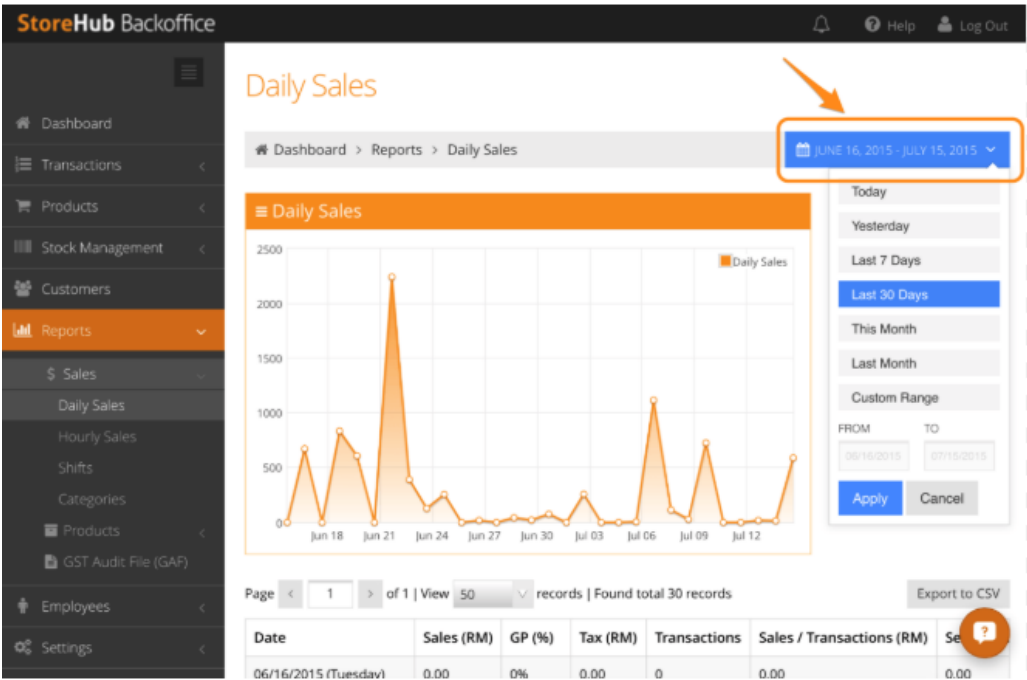 StoreHub Backoffice
Help
Log Out
Dashboard
Transactions
Products
Stock Management
Customers
Reports
$ Sales
Daily Sales
Hourly Sales
Shifts
Categories
Products
GST Audit File (GAF)
Employees
Settings
Daily Sales
Dashboard > Reports > Daily Sales
JUNE 16, 2015 - JULY 15, 2015
Today
Yesterday
Last 7 Days
Last 30 Days
This Month
Last Month
Custom Range
FROM TO
06/16/2015 07/15/2015
Apply Cancel
Daily Sales
Daily Sales
2500
2000
1500
1000
500
0
Jun 18 Jun 21 Jun 24 Jun 27 Jun 30 Jul 03 Jul 06 Jul 09 Jul 12
Page < 1 > of 1 | View 50 records | Found total 30 records
Export to CSV
Date Sales (RM) GP (%) Tax (RM) Transactions Sales / Transactions (RM)
06/16/2015 (Tuesday) 0.00 0% 0.00 0 0.00 0.00